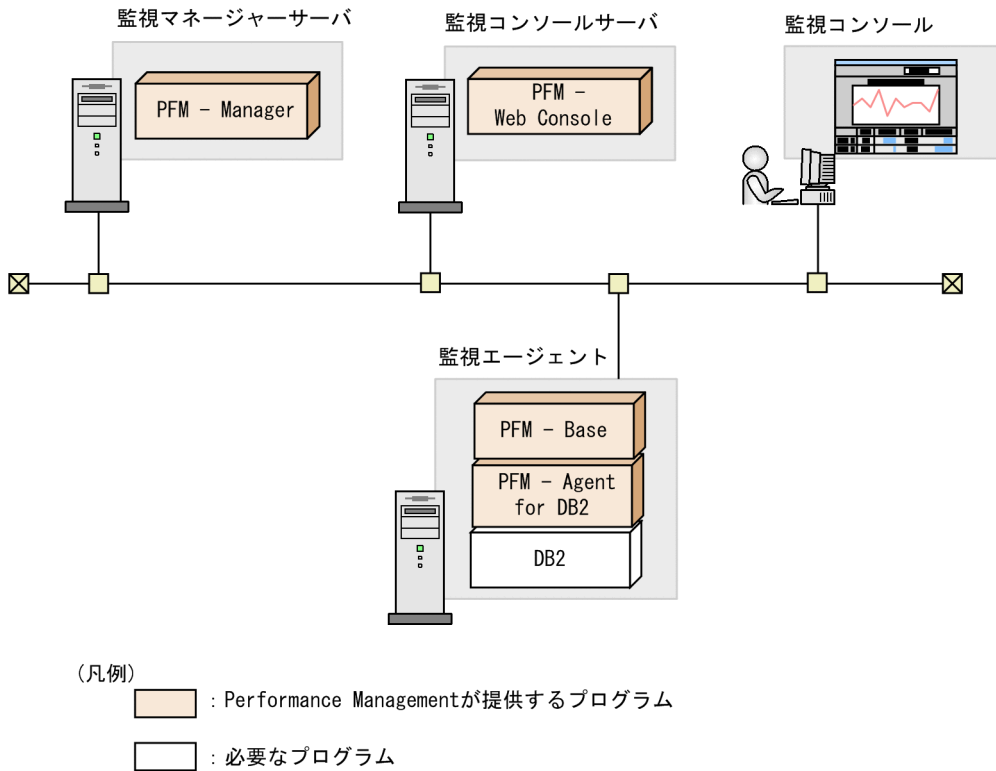 監視マネージャーサーバ
監視コンソールサーバ
監視コンソール
PFM － Manager
PFM －
Web Console
監視エージェント
PFM － Base
PFM － Agent
for DB2
DB2
(凡例)
：Performance Managementが提供するプログラム
：必要なプログラム